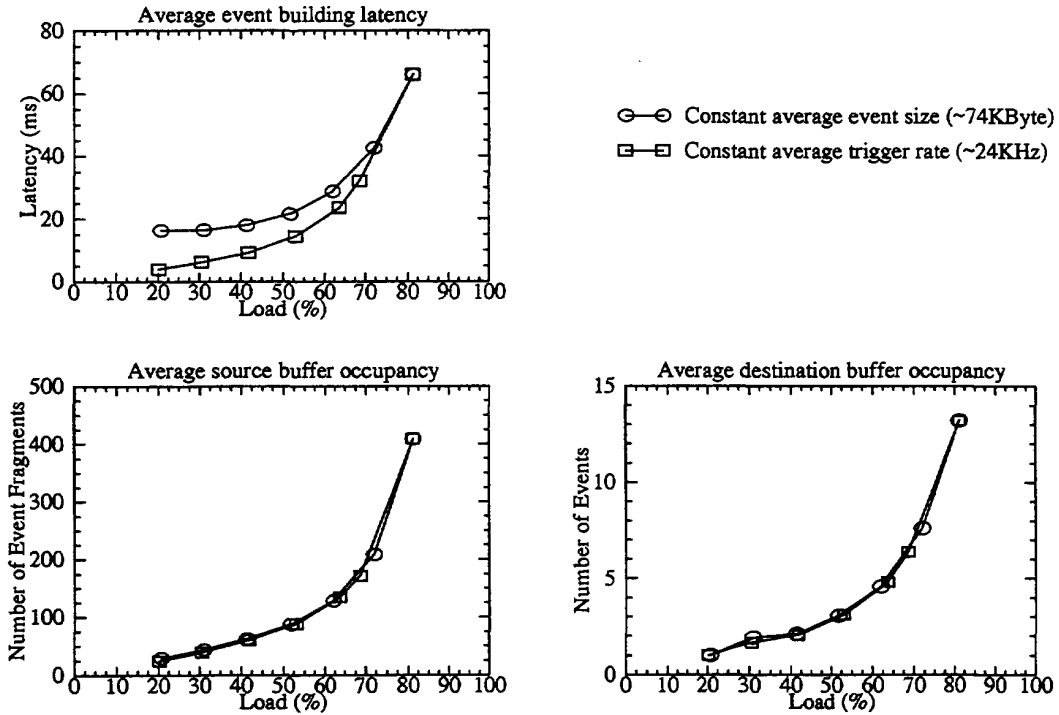 Average event building latency
80
60
40
20
0
Latency (ms)
0 10 20 30 40 50 60 70 80 90 100
Load (%)
Constant average event size (~74KByte)
Constant average trigger rate (~24KHz)
Average source buffer occupancy
500
400
300
200
100
0
Number of Event Fragments
0 10 20 30 40 50 60 70 80 90 100
Load (%)
Average destination buffer occupancy
15
10
5
0
Number of Events
0 10 20 30 40 50 60 70 80 90 100
Load (%)